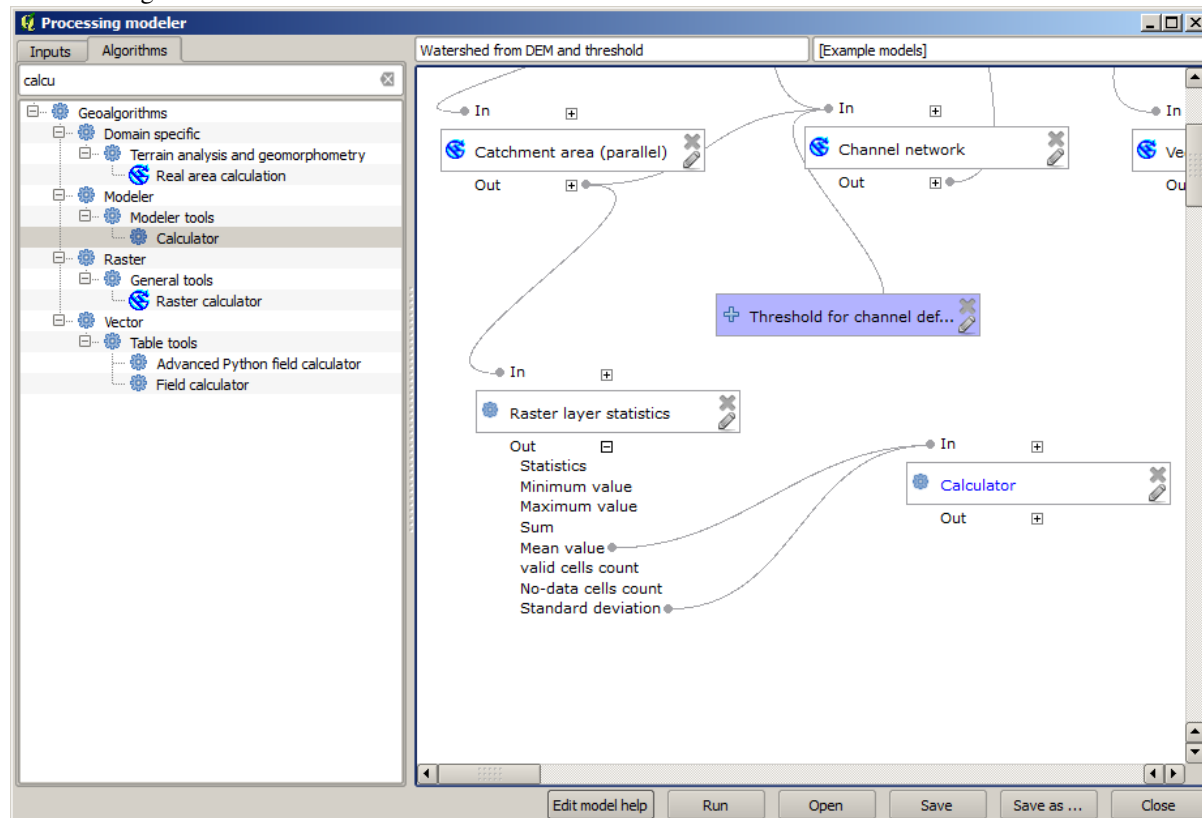 Processing modeler
Inputs Algorithms
Watershed from DEM and threshold
[Example models]
calcu
Geoalgorithms
Domain specific
Terrain analysis and geomorphometry
Real area calculation
Modeler
Modeler tools
Calculator
Raster
General tools
Raster calculator
Vector
Table tools
Advanced Python field calculator
Field calculator
In
Catchment area (parallel)
Out
In
Channel network
Out
In
Ve
Ou
Threshold for channel def...
In
Raster layer statistics
Out
Statistics
Minimum value
Maximum value
Sum
Mean value
valid cells count
No-data cells count
Standard deviation
In
Calculator
Out
Edit model help Run Open Save Save as ... Close